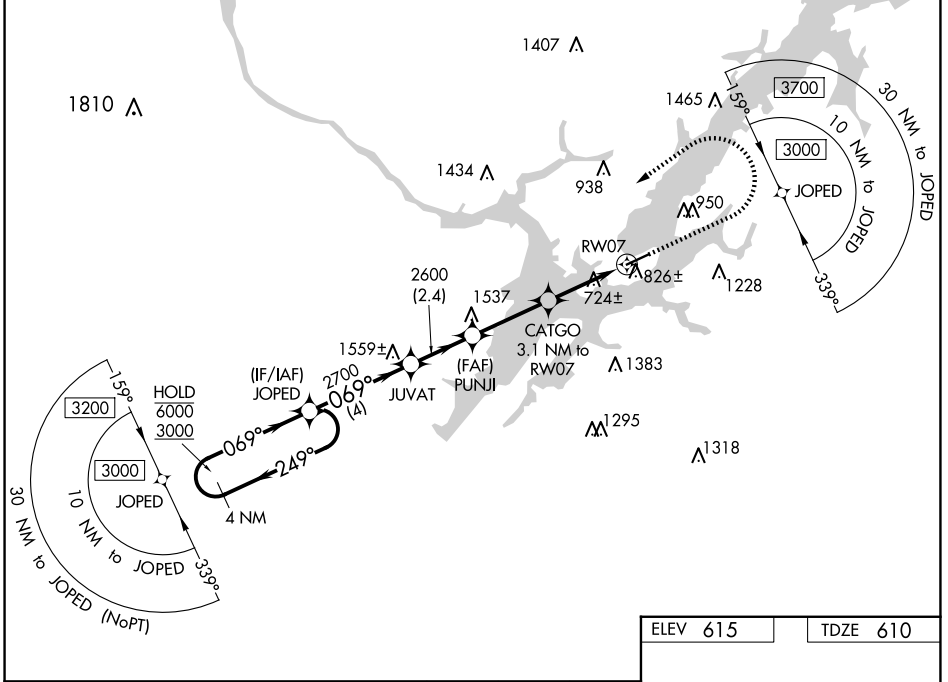 1407
1810
1465
159°
3700
30 NM to JOPED
10 NM to JOPED
3000
JOPED
339°
1434
938
950
RW07
826±
724±
1228
2600
(2.4)
1537
CATGO
3.1 NM to
RW07
1559±
(FAF)
PUNJI
1383
JUVAT
(IF/IAF)
JOPED
2700
069°
(4)
159°
HOLD
6000
3000
3200
069°
249°
1295
1318
3000
JOPED
4 NM
10 NM to JOPED
339°
30 NM to JOPED (NoPT)
ELEV 615
TDZE 610